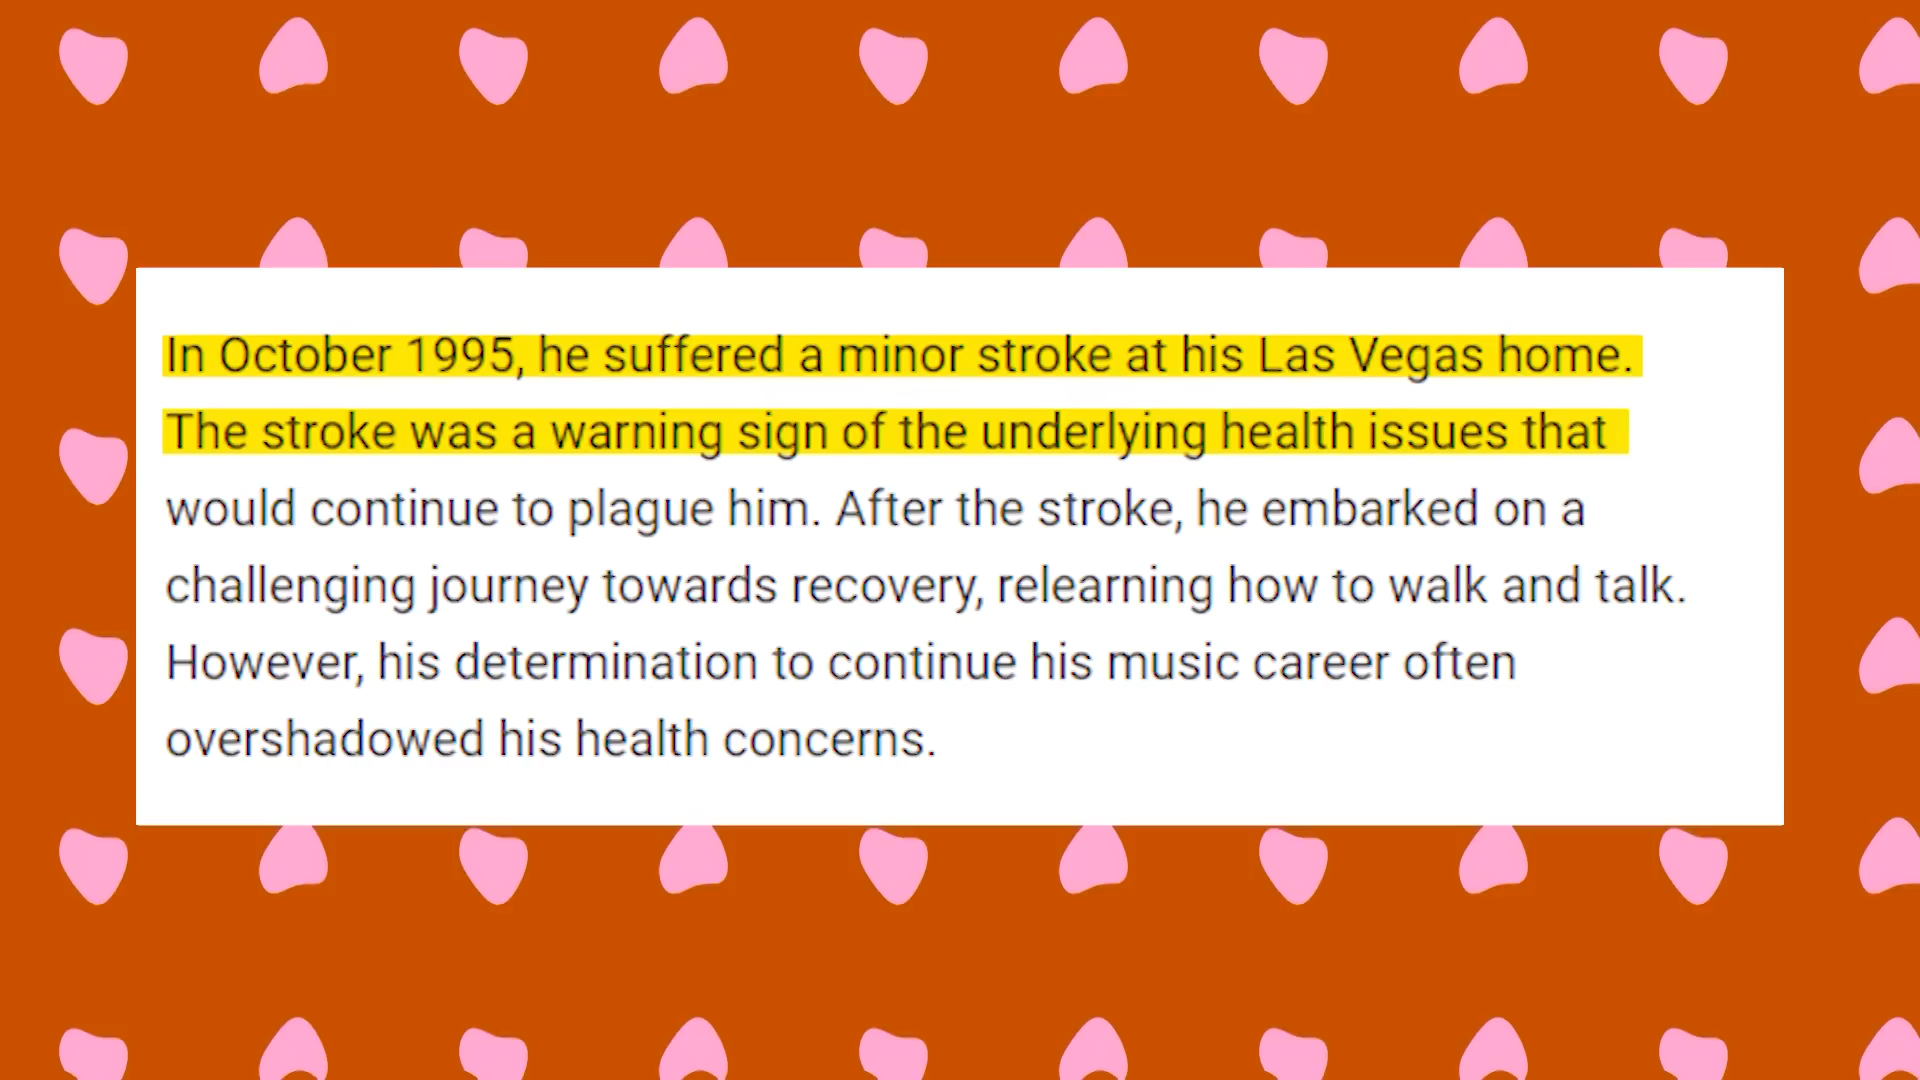 In October 1995, he suffered a minor stroke at his Las Vegas home.
The stroke was a warning sign of the underlying health issues that
would continue to plague him. After the stroke, he embarked on a
challenging journey towards recovery, relearning how to walk and talk.
However, his determination to continue his music career often
overshadowed his health concerns.